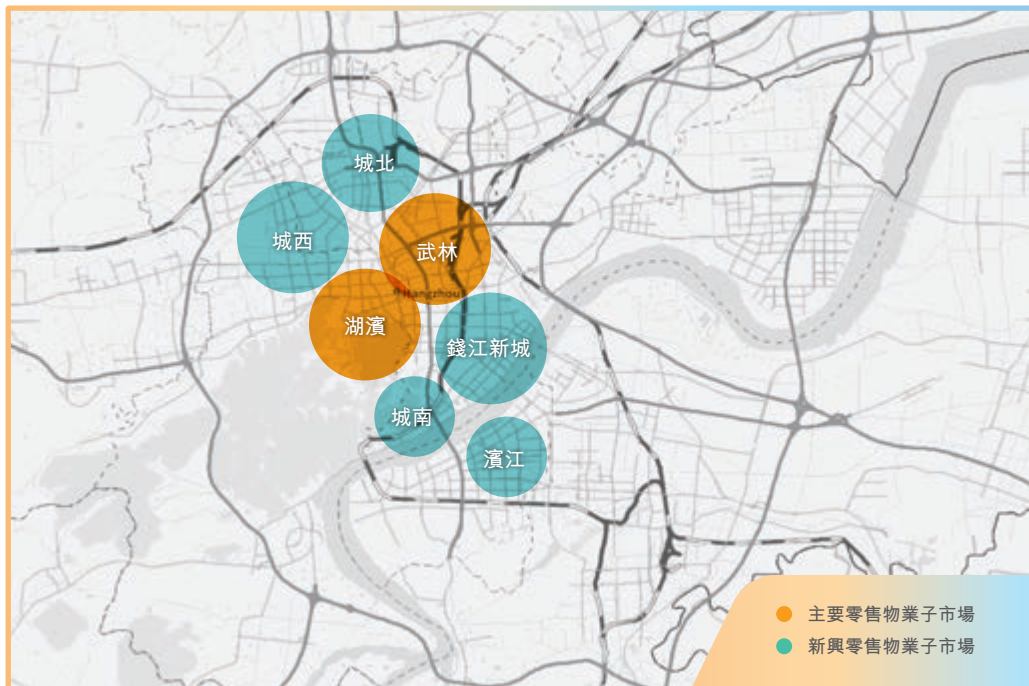 城北
城西
武林
Hangzhou
湖濱
錢江新城
城南
濱江
主要零售物業子市場
新興零售物業子市場